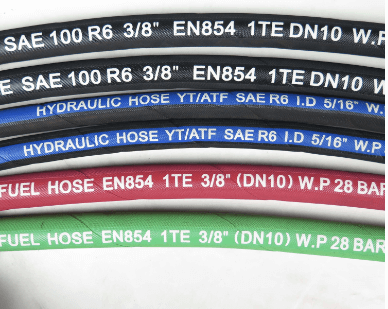 SAE 100 R6 3/8" EN854 1TE DN10 W.P
E SAE 100 R6 3/8" EN854 1TE DN10 W
HYDRAULIC HOSE YT/ATF SAE R6 I.D 5/16" W.P
HYDRAULIC HOSE YT/ATF SAE R6 I.D 5/16" W.P
FUEL HOSE EN854 1TE 3/8" (DN10) W.P 28 BAR
FUEL HOSE EN854 1TE 3/8" (DN10) W.P 28 BAR